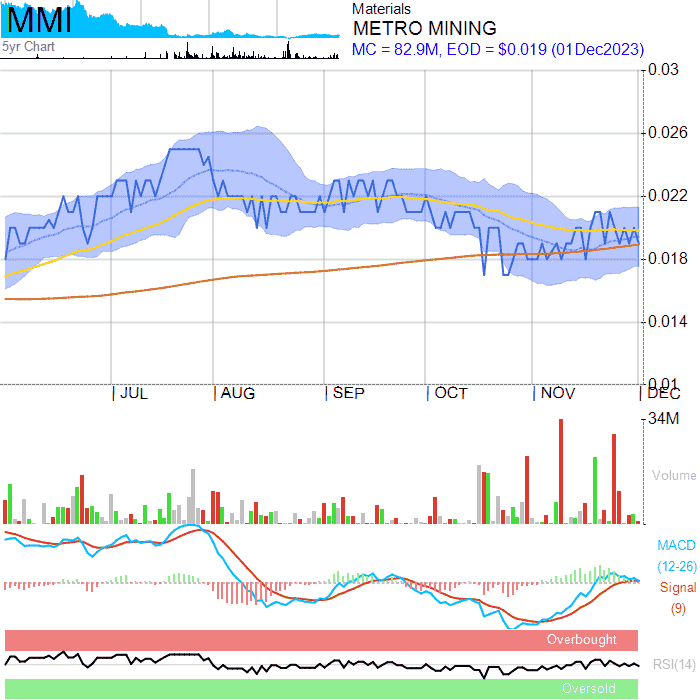 MMI
5yr Chart
Materials
METRO MINING
MC = 82.9M, EOD = $0.019 (01Dec2023)
0.03
0.026
0.022
0.018
0.014
0.01
JUL AUG SEP OCT NOV DEC
34M
Volume
MACD
(12-26)
Signal
(9)
Overbought
RSI(14)
Oversold